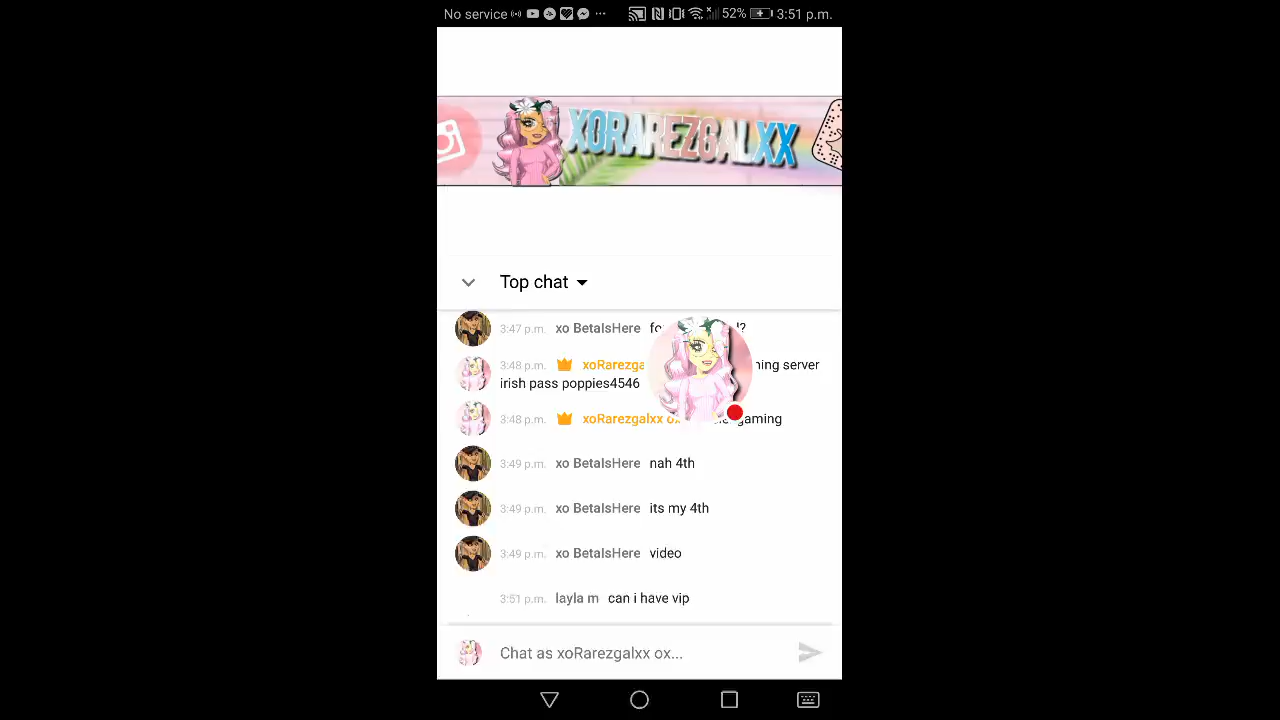 No service 52% 3:51 p.m.
XORAREZGALXX
Top chat
3:47 p.m. xo BetaIsHere
3:48 p.m. xoRarezga ning server
irish pass poppies4546
3:48 p.m. xoRarezgalxx ox gaming
3:49 p.m. xo BetaIsHere nah 4th
3:49 p.m. xo BetaIsHere its my 4th
3:49 p.m. xo BetaIsHere video
3:51 p.m. layla m can i have vip
Chat as xoRarezgalxx ox...